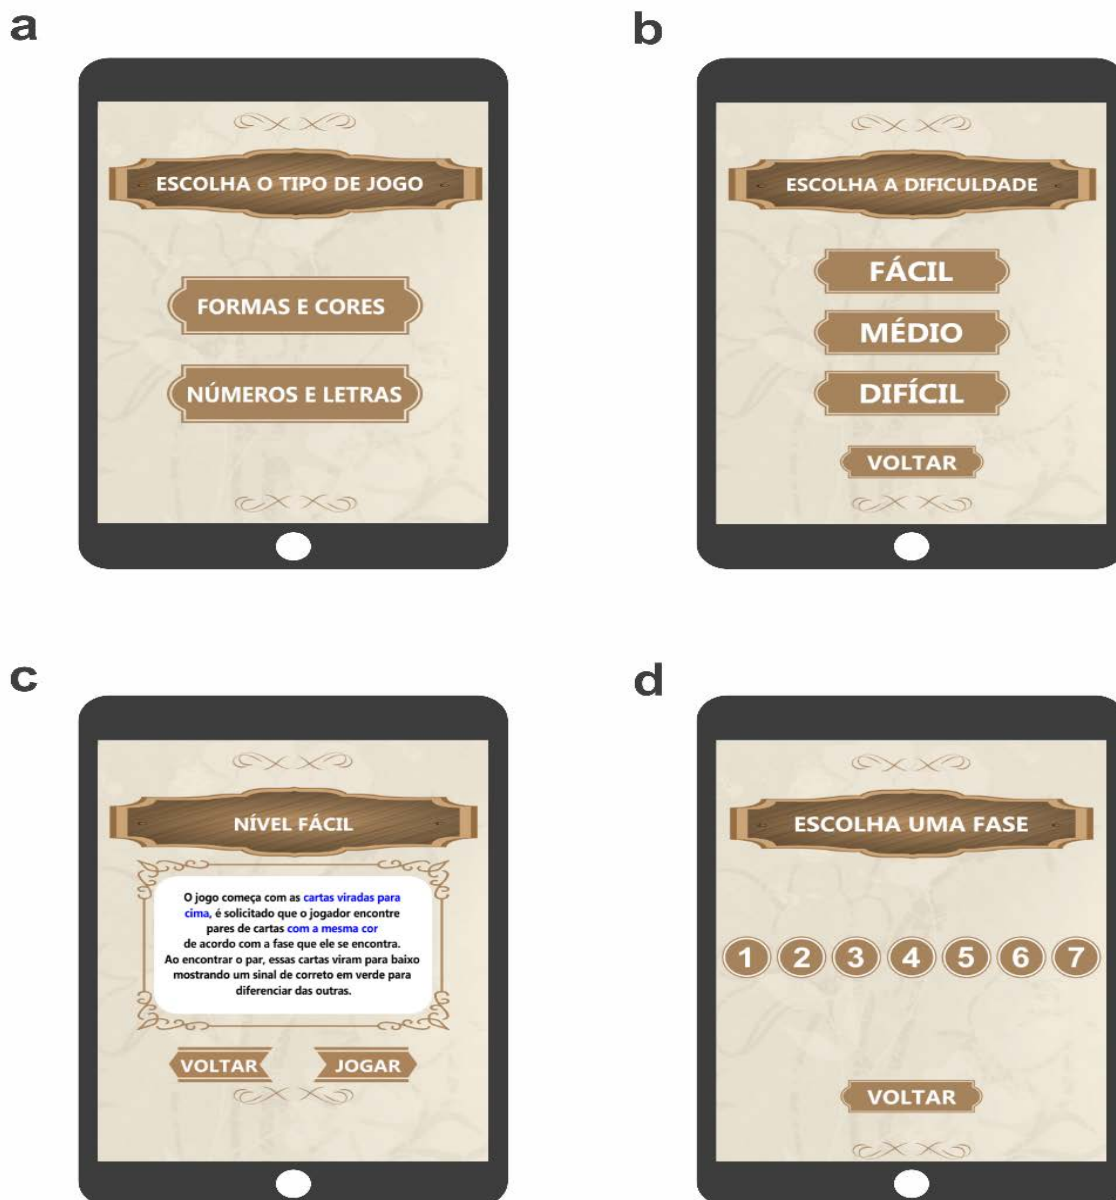 a
ESCOLHA O TIPO DE JOGO
FORMAS E CORES
NÚMEROS E LETRAS
b
ESCOLHA A DIFICULDADE
FÁCIL
MÉDIO
DIFÍCIL
VOLTAR
c
NÍVEL FÁCIL
O jogo começa com as cartas viradas para
cima, é solicitado que o jogador encontre
pares de cartas com a mesma cor
de acordo com a fase que ele se encontra.
Ao encontrar o par, essas cartas viram para baixo
mostrando um sinal de correto em verde para
diferenciar das outras.
VOLTAR JOGAR
d
ESCOLHA UMA FASE
1 2 3 4 5 6 7
VOLTAR